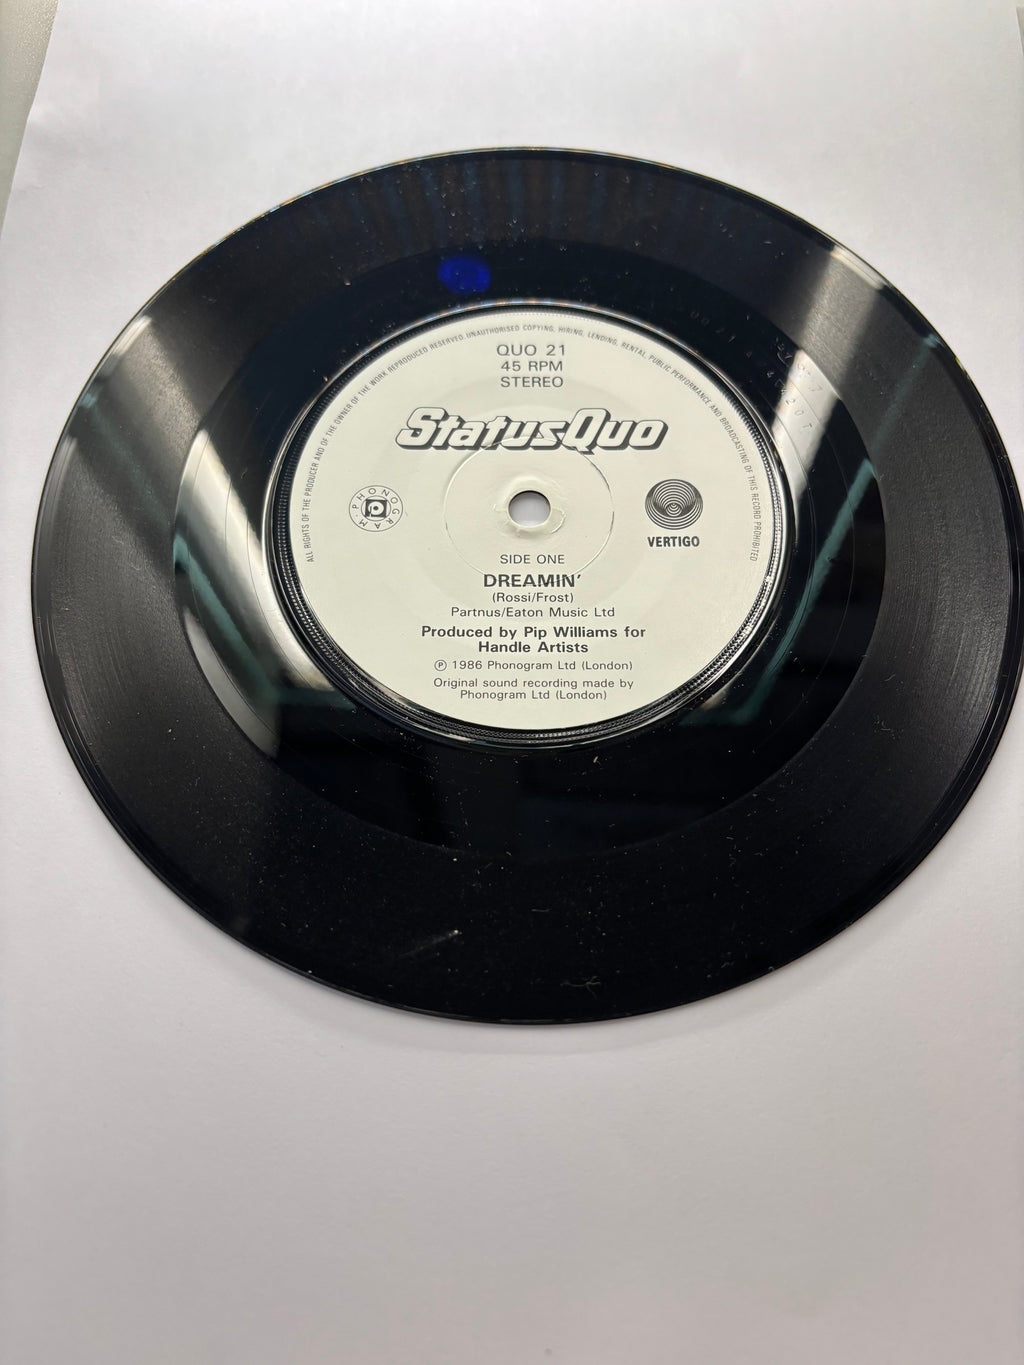 ALL RIGHTS OF THE PRODUCER AND OF THE OWNER OF THE WORK REPRODUCED RESERVED. UNAUTHORISED COPYING, HIRING, LENDING, RENTAL, PUBLIC PERFORMANCE AND BROADCASTING OF THIS RECORD PROHIBITED
QUO 21
45 RPM
STEREO
StatusQuo
PHONOGRAM
VERTIGO
SIDE ONE
DREAMIN'
(Rossi/Frost)
Partnus/Eaton Music Ltd
Produced by Pip Williams for
Handle Artists
Ⓟ 1986 Phonogram Ltd (London)
Original sound recording made by
Phonogram Ltd (London)